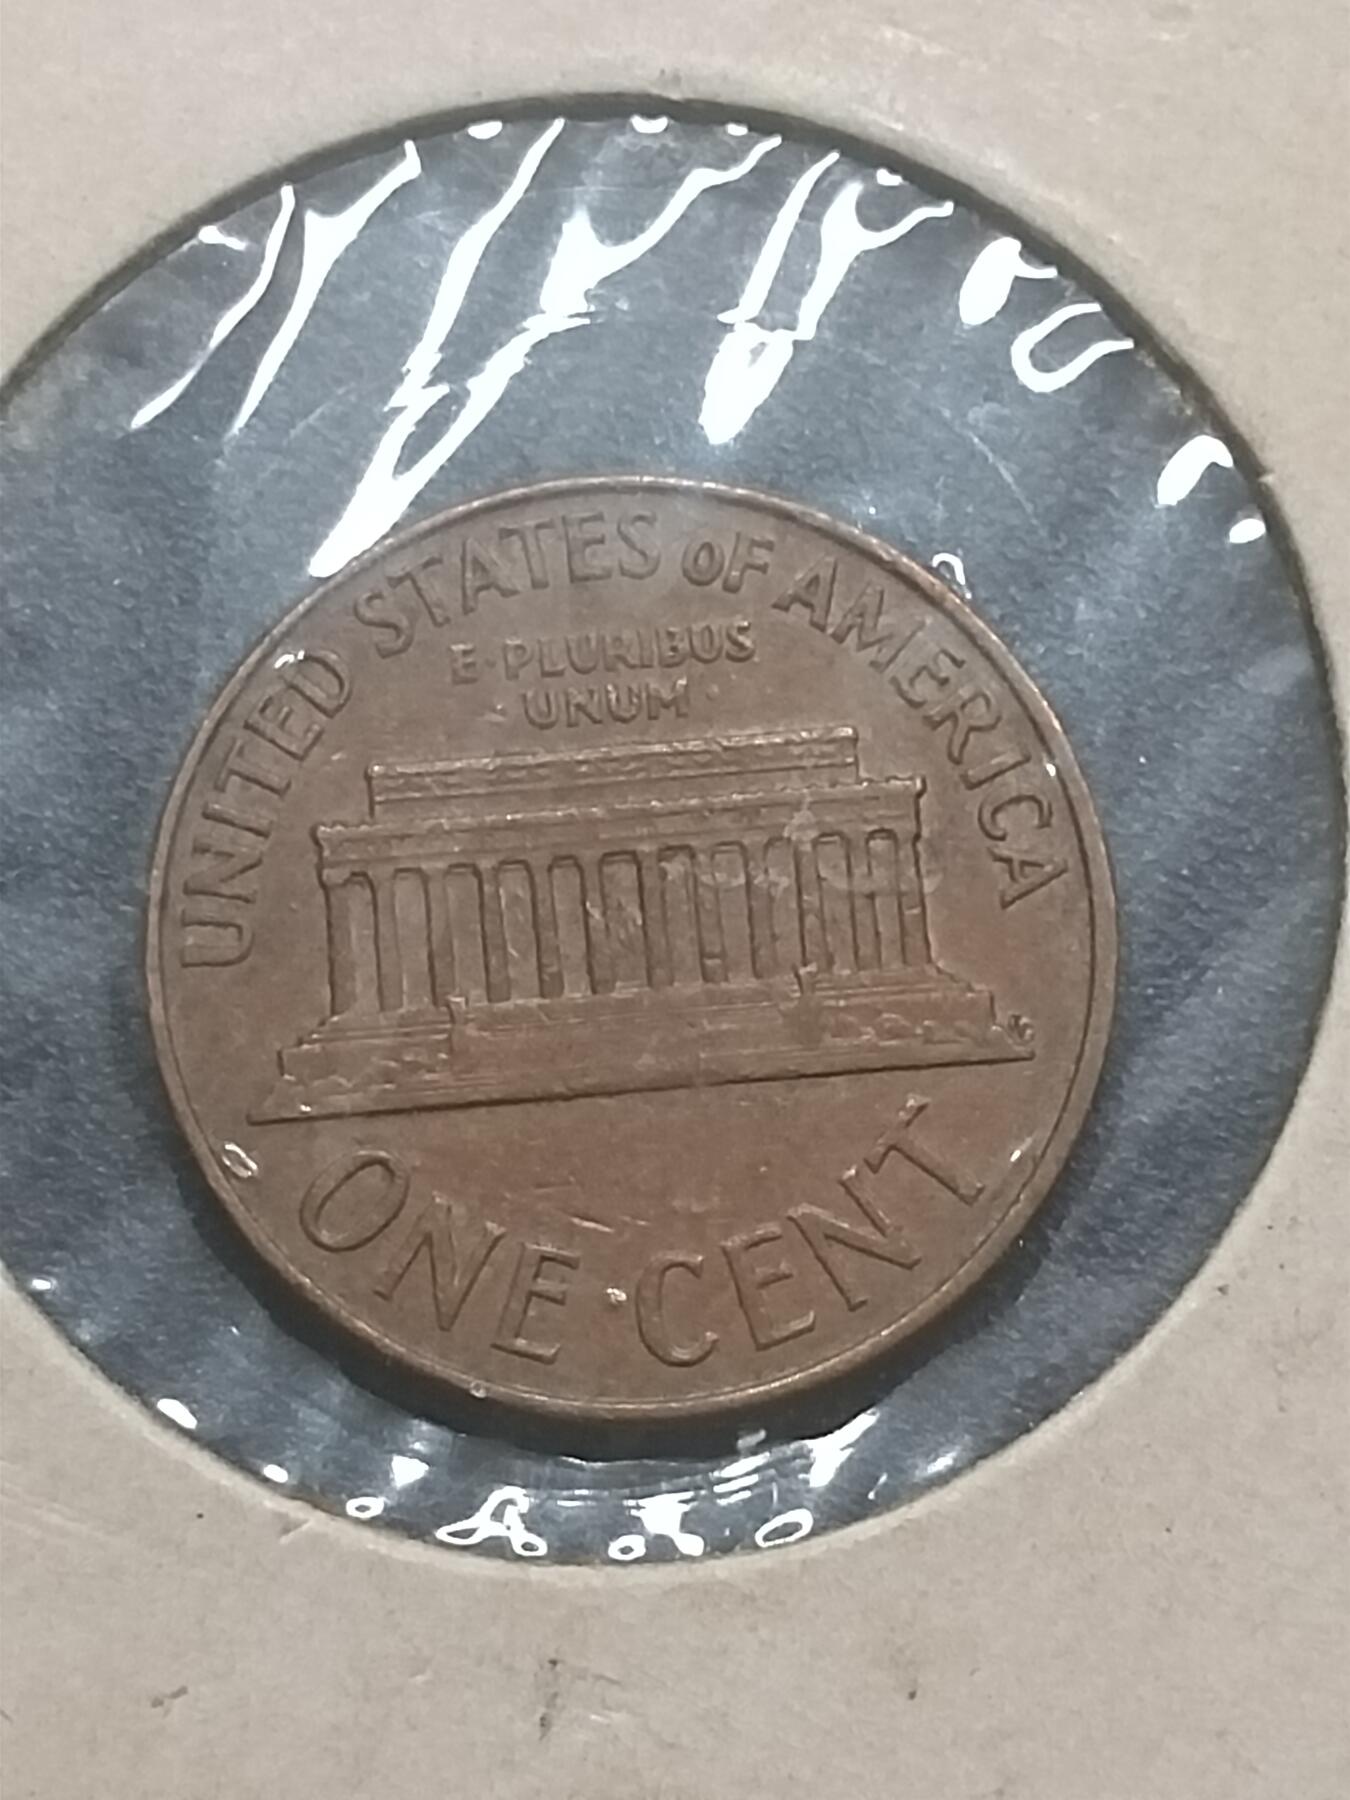 UNITED STATES oF AMERICA
E·PLURIBUS
·UNUM·
ONE·CENT